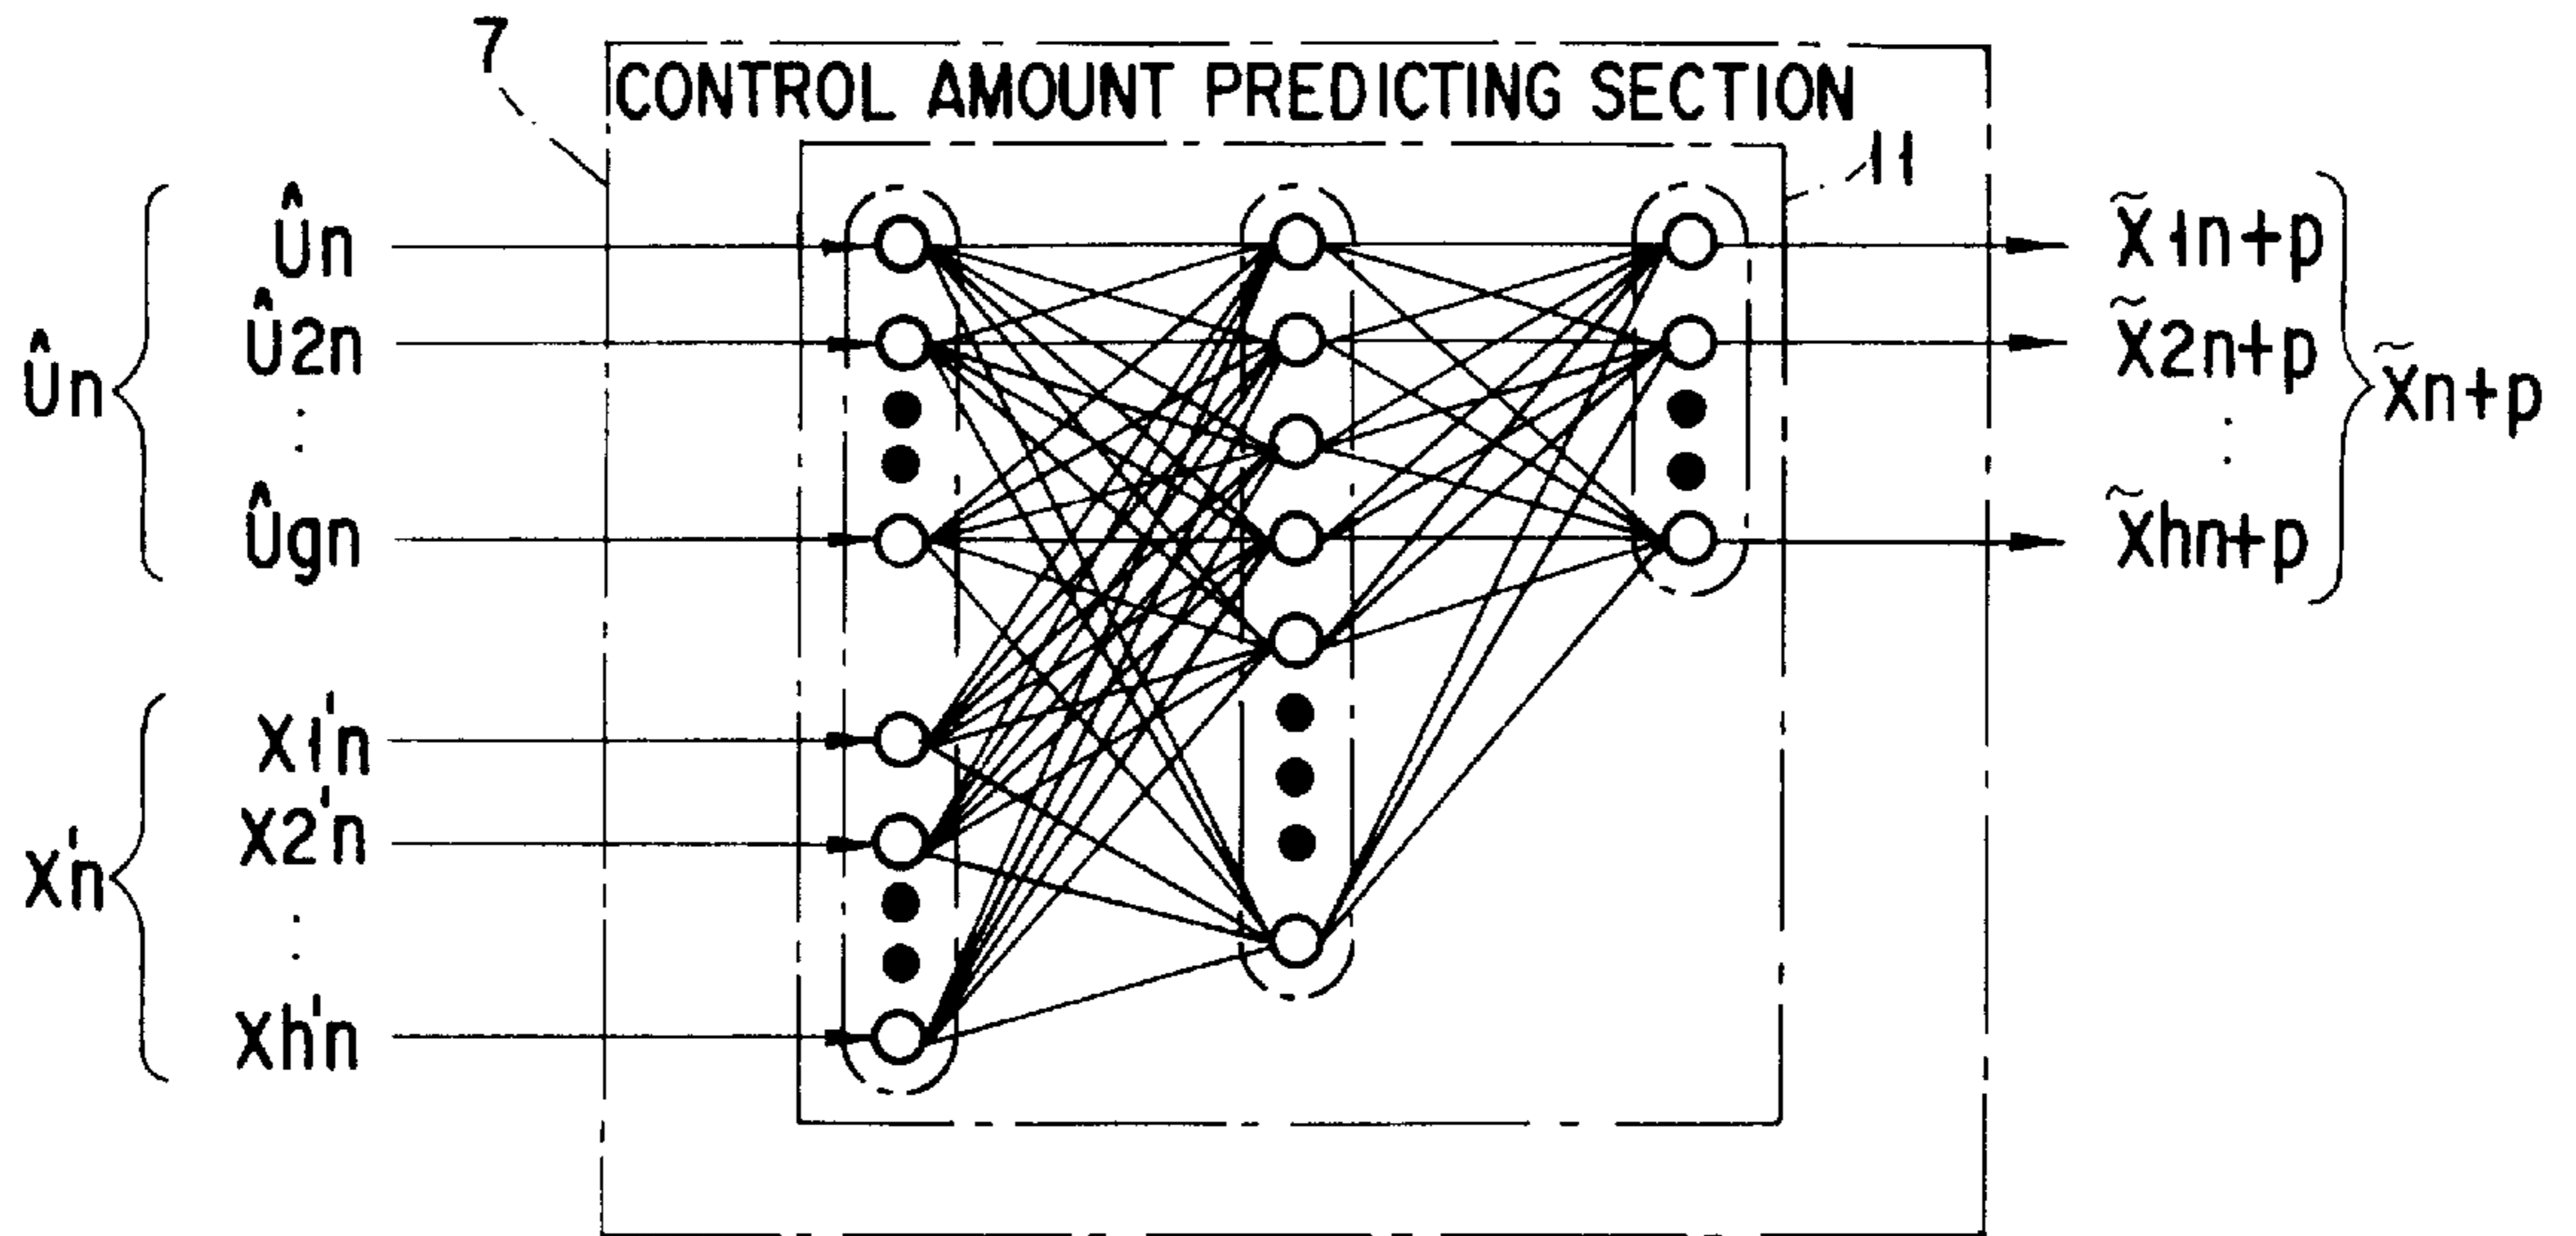 7
CONTROL AMOUNT PREDICTING SECTION
11
Ûn
Û2n
Ûgn
Ûn
X1'n
X2'n
Xh'n
X'n
X̃1n+p
X̃2n+p
X̃hn+p
X̃n+p